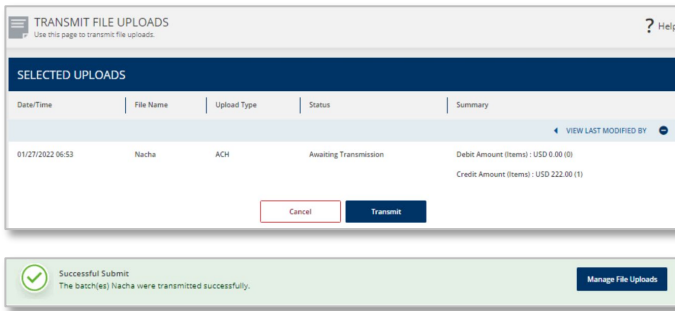 TRANSMIT FILE UPLOADS
Use this page to transmit file uploads.
? Help
SELECTED UPLOADS
Date/Time File Name Upload Type Status Summary
VIEW LAST MODIFIED BY
01/27/2022 06:53 Nacha ACH Awaiting Transmission Debit Amount (Items) : USD 0.00 (0)
Credit Amount (Items) : USD 222.00 (1)
Cancel Transmit
Successful Submit
The batch(es) Nacha were transmitted successfully.
Manage File Uploads